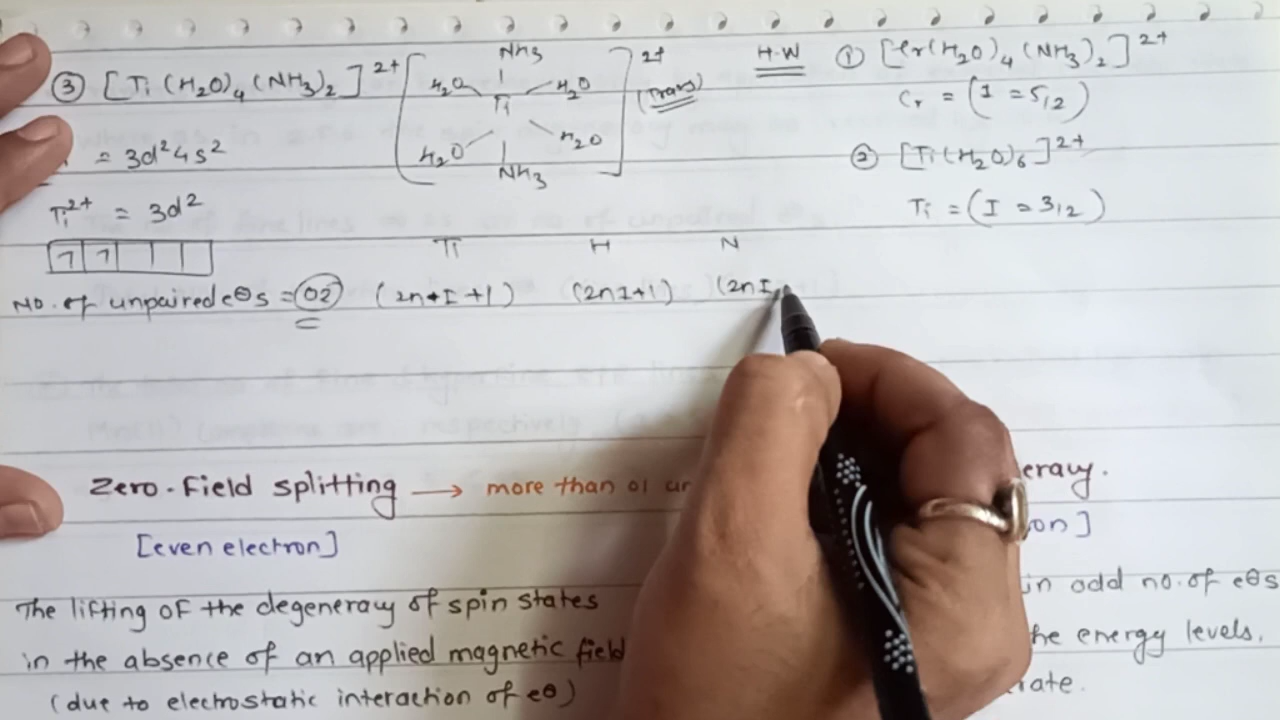 ③ [Ti(H2O)4(NH3)2]2+
NH3
H2O H2O
Ti
H2O H2O
NH3
2+
(Trans)
= 3d2 4s2
Ti2+ = 3d2
1 1
No. of unpaired e⊖s = 02
Ti H N
(2n+I+1) (2nI+1) (2nI
H.W ① [Cr(H2O)4(NH3)2]2+
Cr = (I = 5/2)
② [Ti(H2O)6]2+
Ti = (I = 3/2)
Zero-Field splitting → more than 01 un
[even electron]
The lifting of the degeneracy of spin states
in the absence of an applied magnetic field
(due to electrostatic interaction of e⊖)
eracy.
on]
in odd no. of e⊖s
he energy levels,
rate.